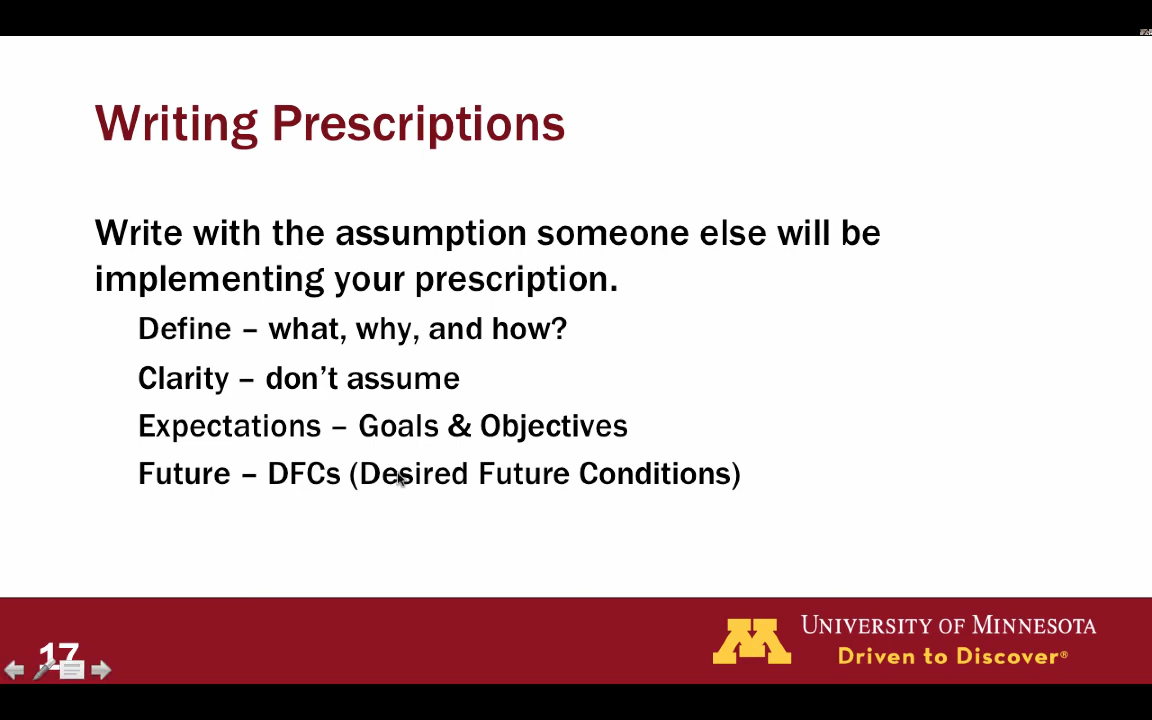 Writing Prescriptions
Write with the assumption someone else will be
implementing your prescription.
Define – what, why, and how?
Clarity – don’t assume
Expectations – Goals & Objectives
Future – DFCs (Desired Future Conditions)
17
UNIVERSITY OF MINNESOTA
Driven to Discover®